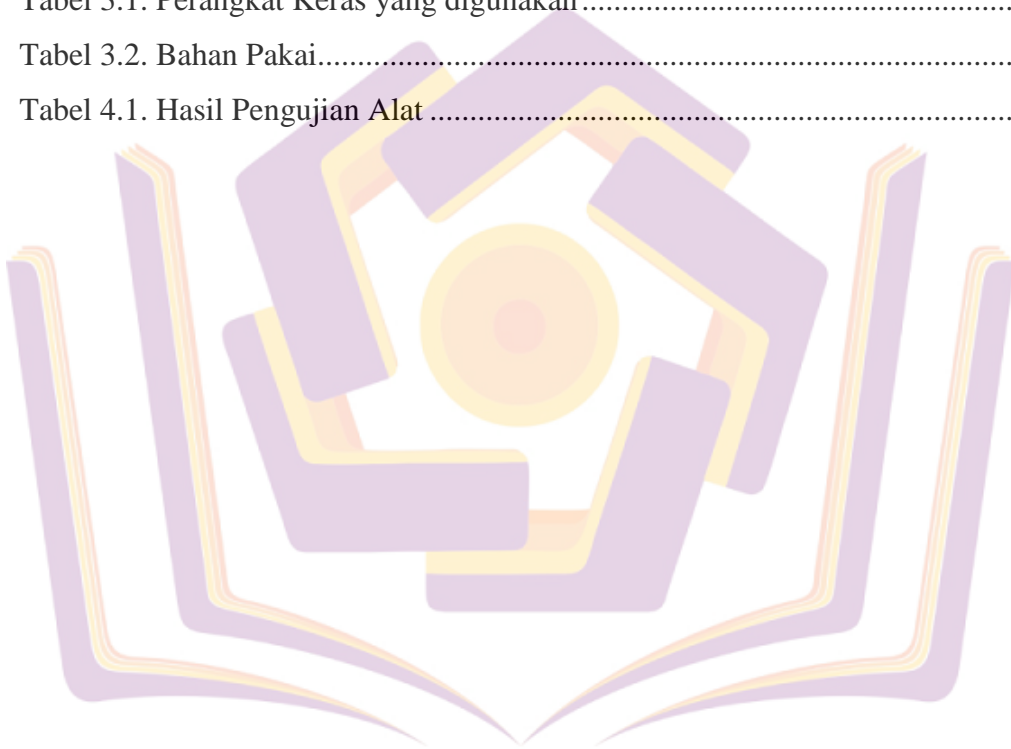 Tabel 3.1. Perangkat Keras yang digunakan..........................................................
Tabel 3.2. Bahan Pakai..........................................................................................
Tabel 4.1. Hasil Pengujian Alat ............................................................................